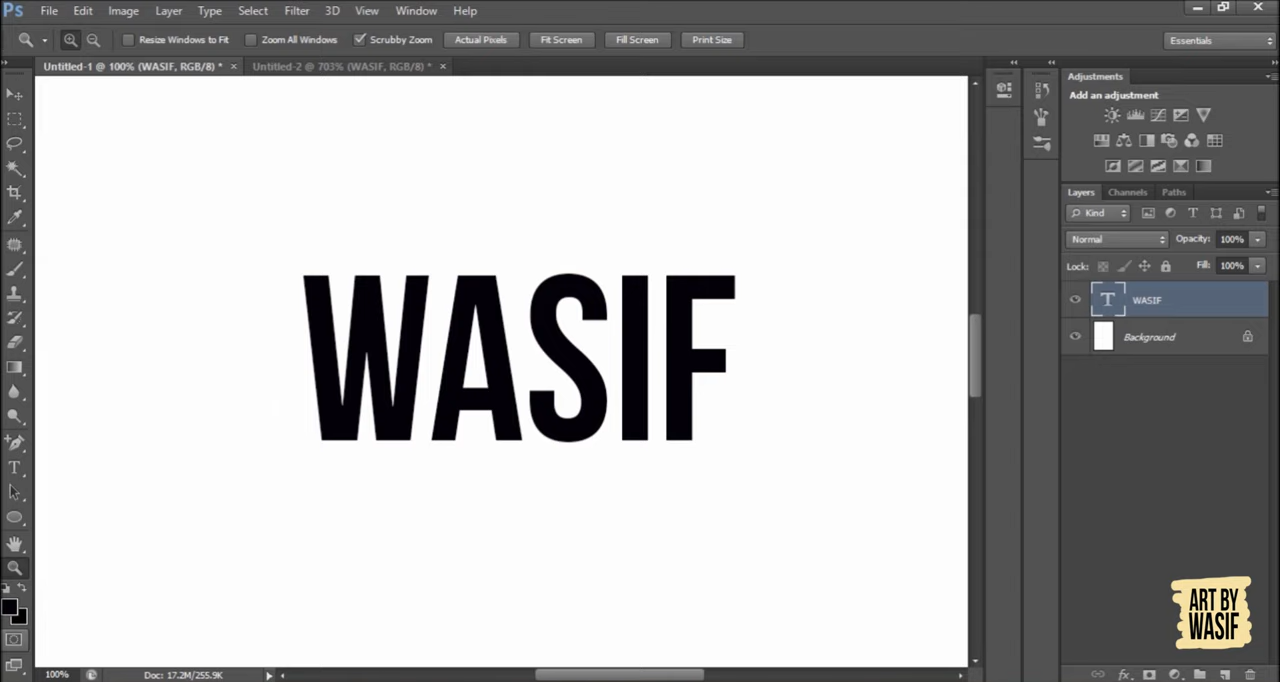 Ps File Edit Image Layer Type Select Filter 3D View Window Help
Resize Windows to Fit Zoom All Windows Scrubby Zoom Actual Pixels Fit Screen Fill Screen Print Size Essentials
Untitled-1 @ 100% (WASIF, RGB/8) * × Untitled-2 @ 703% (WASIF, RGB/8) * ×
Adjustments
Add an adjustment
Layers Channels Paths
Kind
Normal Opacity: 100%
Lock: Fill: 100%
T WASIF
Background
WASIF
ART BY
WASIF
100% Doc: 17.2M/255.9K